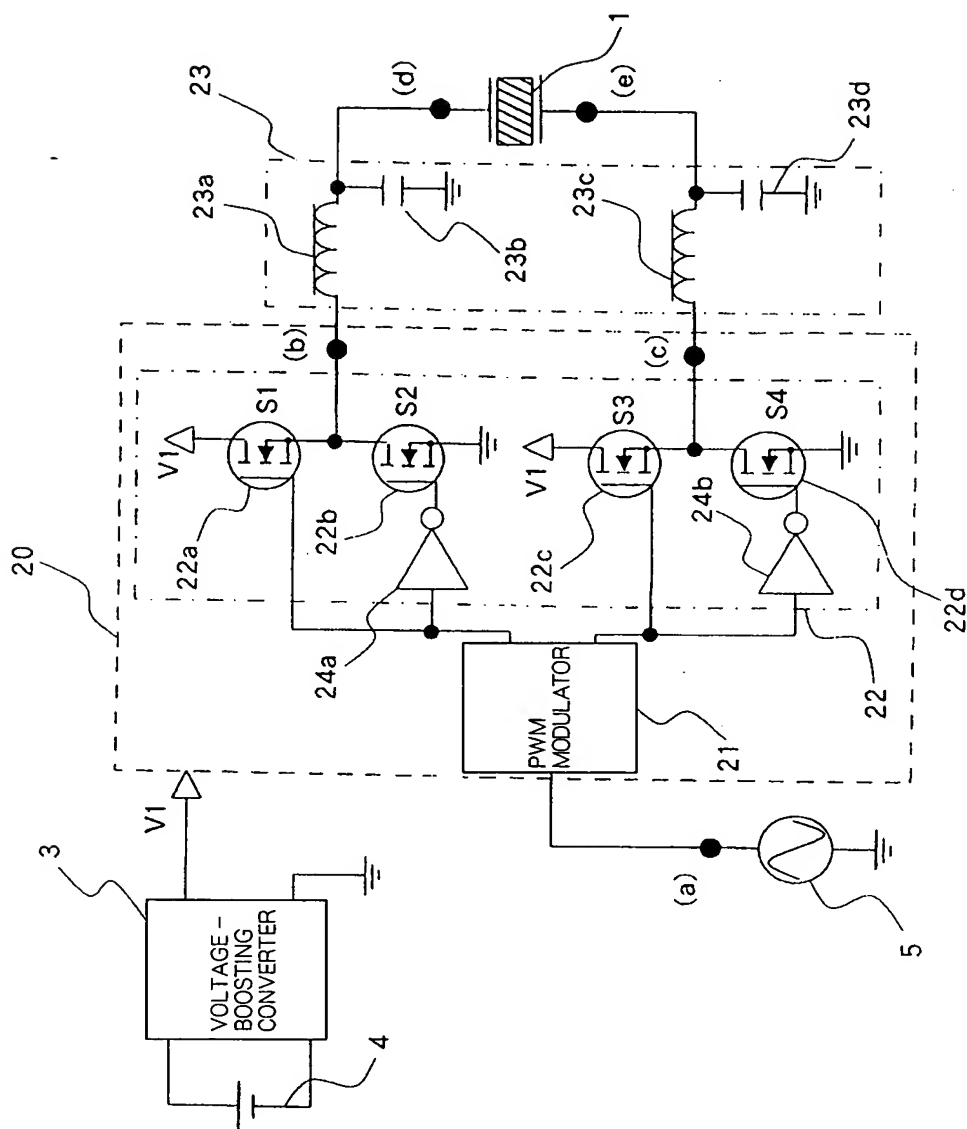 23
(d)
1
(e)
23a
23b
23c
23d
20
(b)
(c)
V1
S1
S2
22a
22b
24a
V1
S3
S4
22c
24b
22d
22
PWM
MODULATOR
21
V1
3
VOLTAGE-
BOOSTING
CONVERTER
4
(a)
5